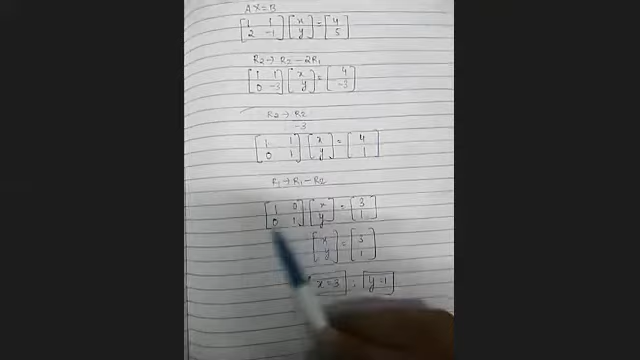 AX=B
[1 1 2 -1] [x y] = [4 5]
R2 → R2 - 2R1
[1 1 0 -3] [x y] = [4 -3]
R2 → R2/-3
[1 1 0 1] [x y] = [4 1]
R1 → R1 - R2
[1 0 0 1] [x y] = [3 1]
[x y] = [3 1]
x=3 , y=1